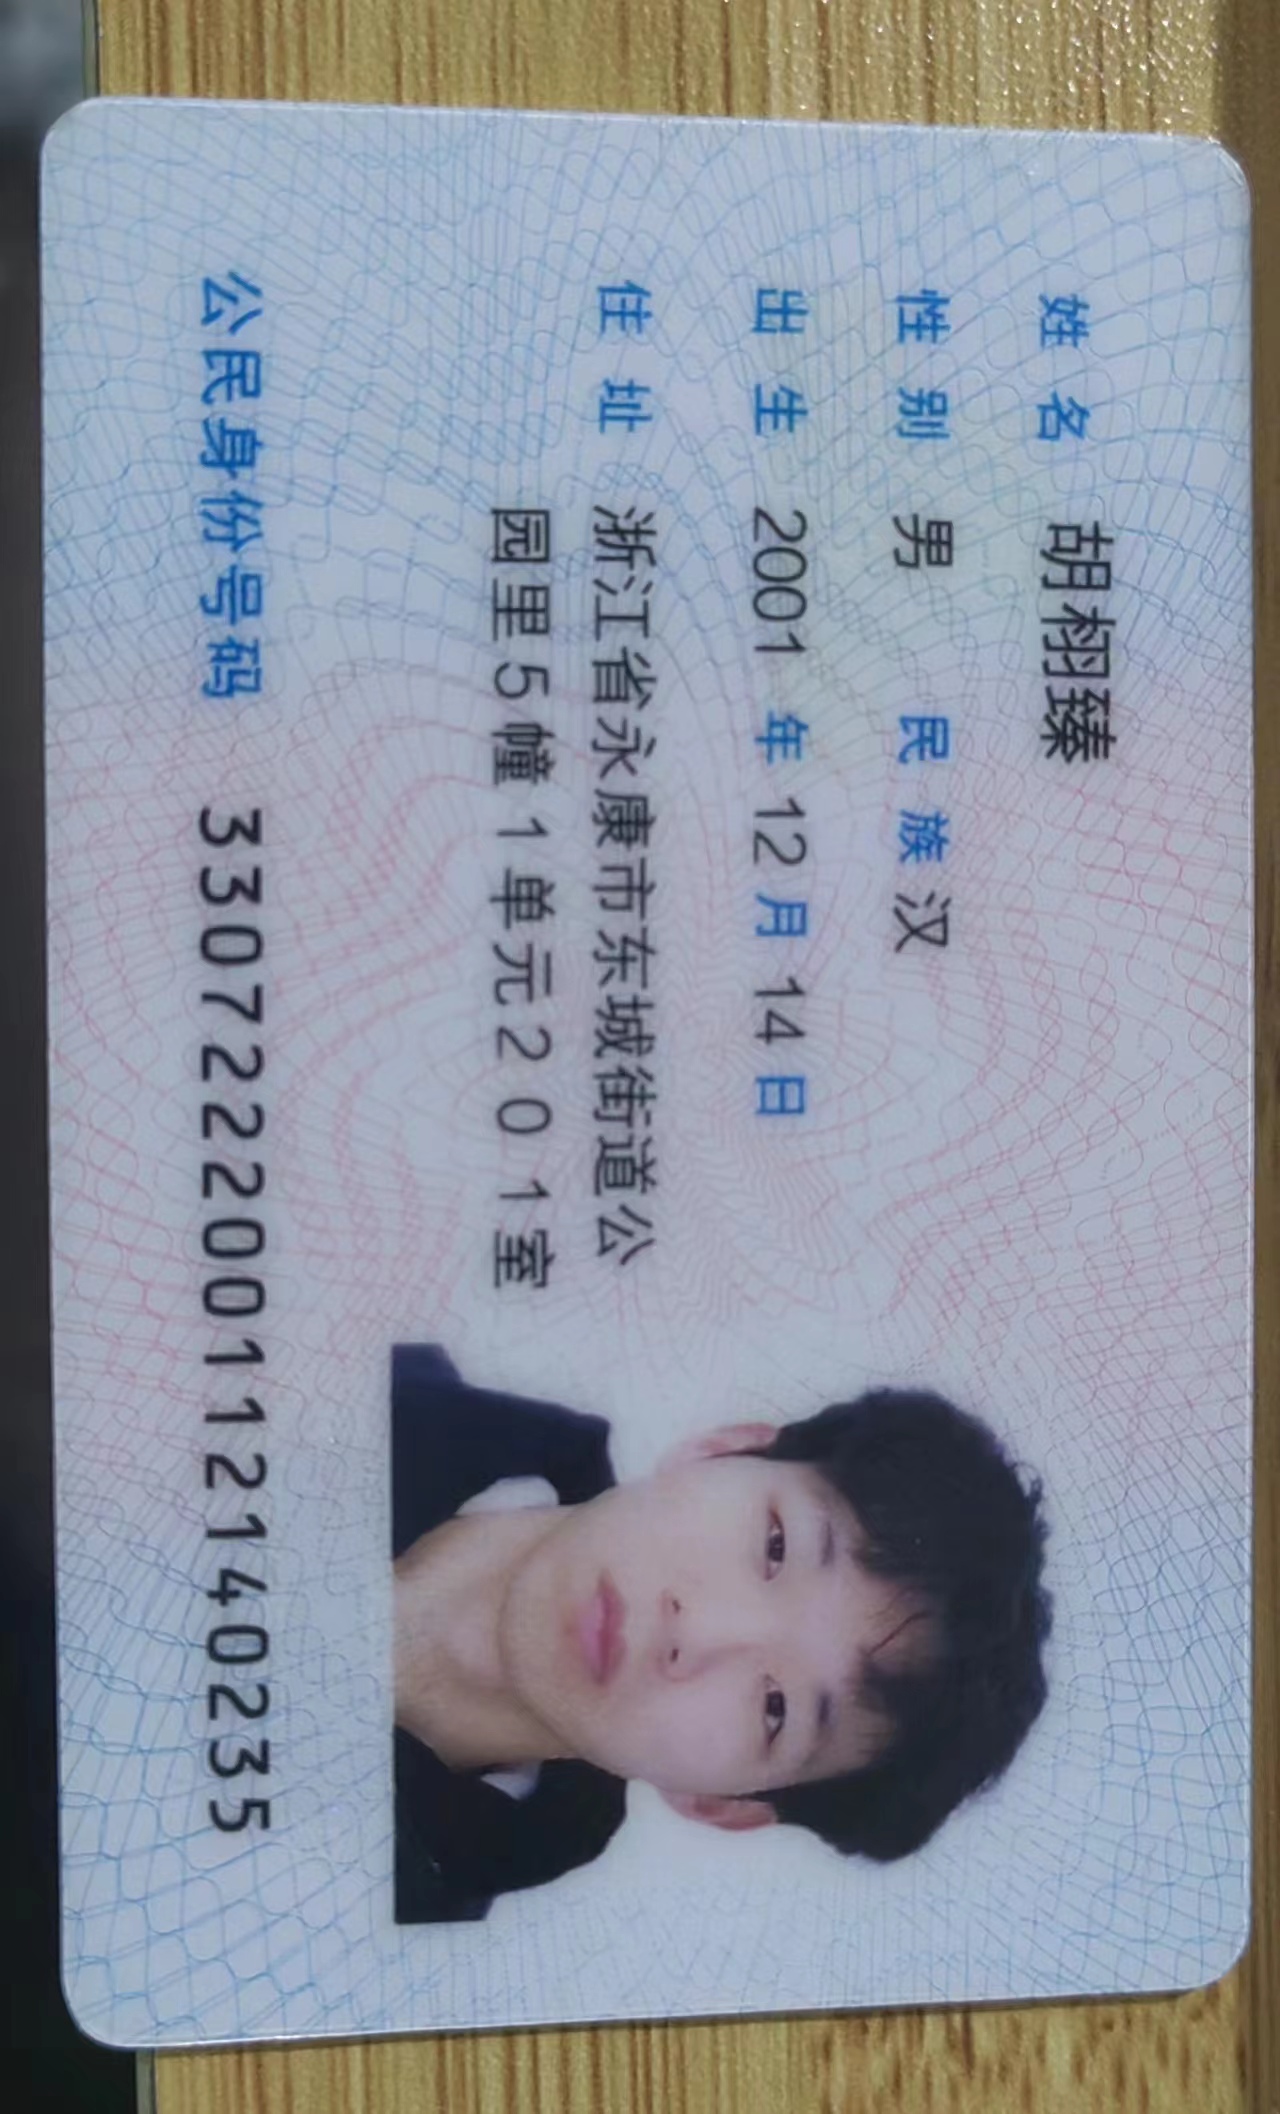 姓名 胡栩臻
性别 男 民族 汉
出生 2001 年 12 月 14 日
住址 浙江省永康市东城街道公
园里5幢1单元201室
公民身份号码 330722200112140235